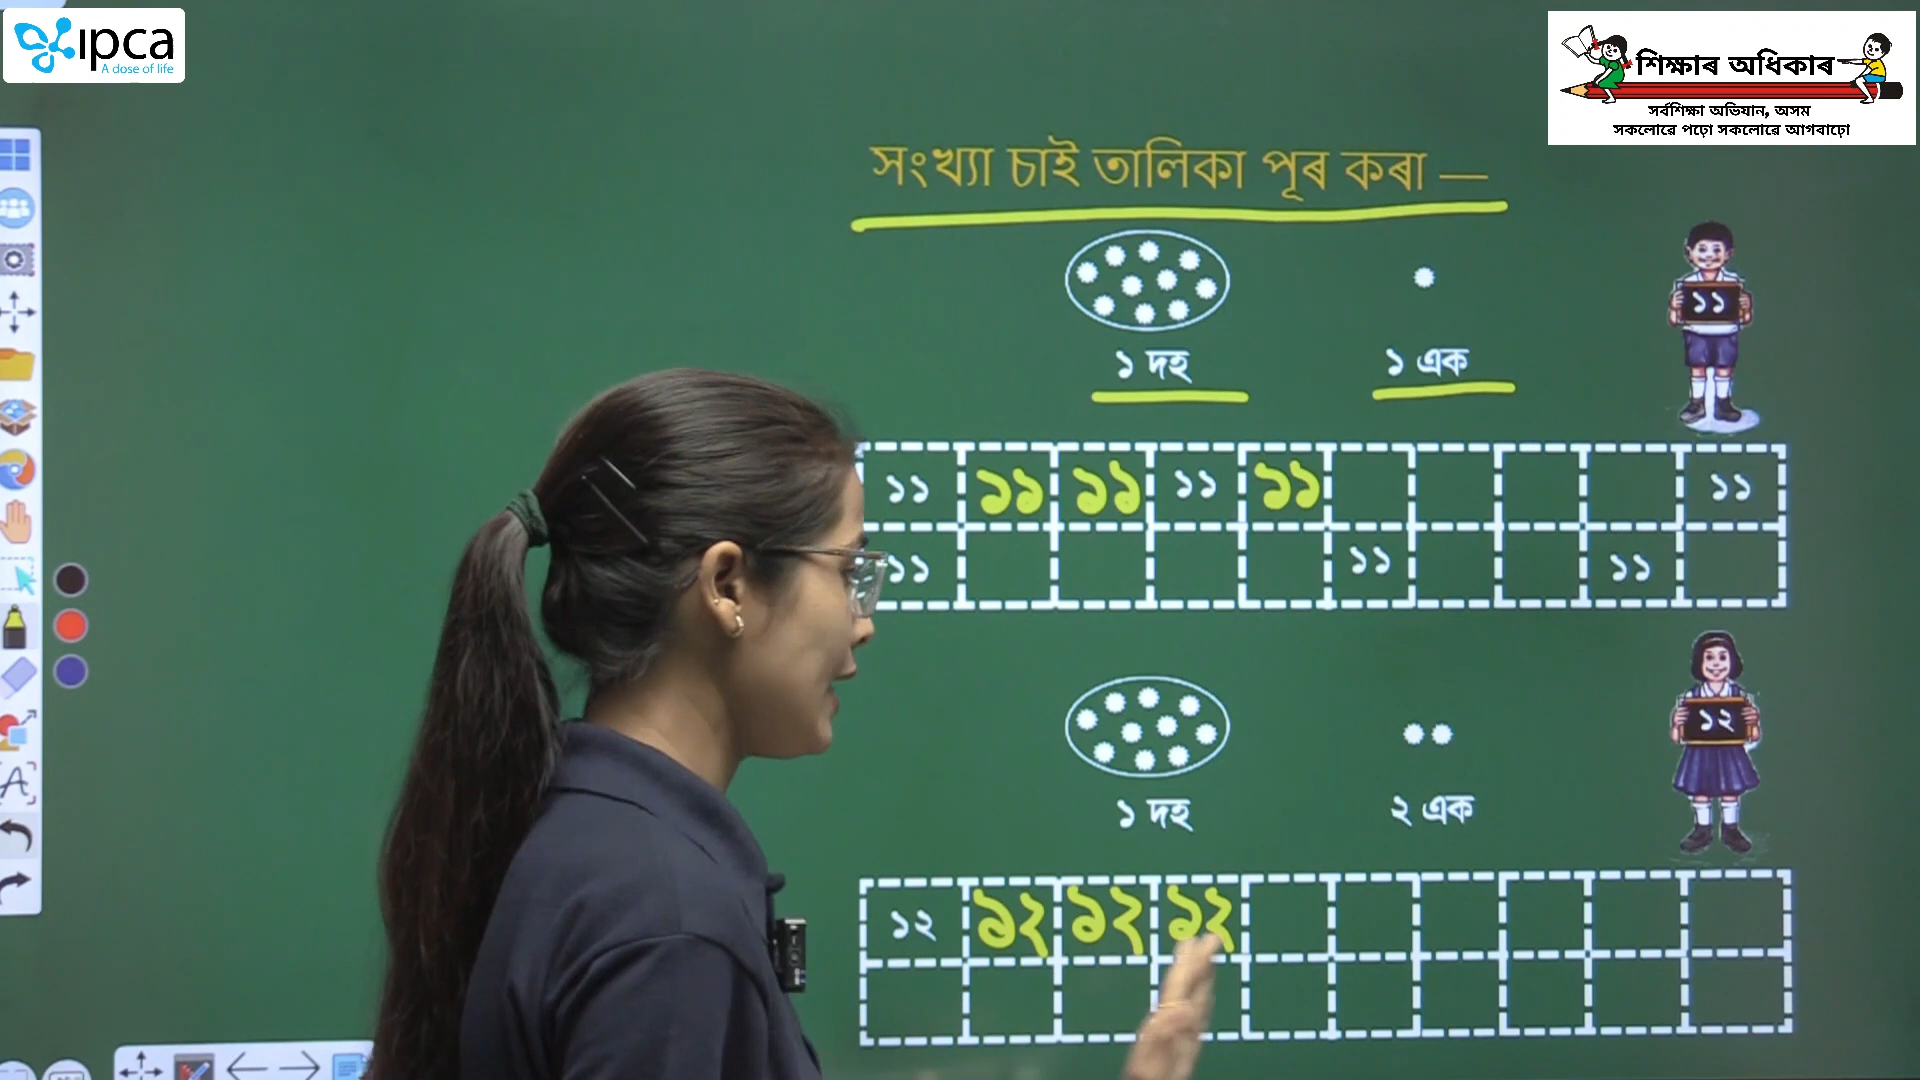 ipca
A dose of life
শিক্ষাৰ অধিকাৰ
সৰ্বশিক্ষা অভিযান, অসম
সকলোৱে পঢ়ো সকলোৱে আগবাঢ়ো
সংখ্যা চাই তালিকা পূৰ কৰা —
১১
১ দহ ১ এক
১১ ১১ ১১ ১১ ১১ ১১
১১ ১১ ১১
১২
১ দহ ২ এক
১২ ১২ ১২ ১২